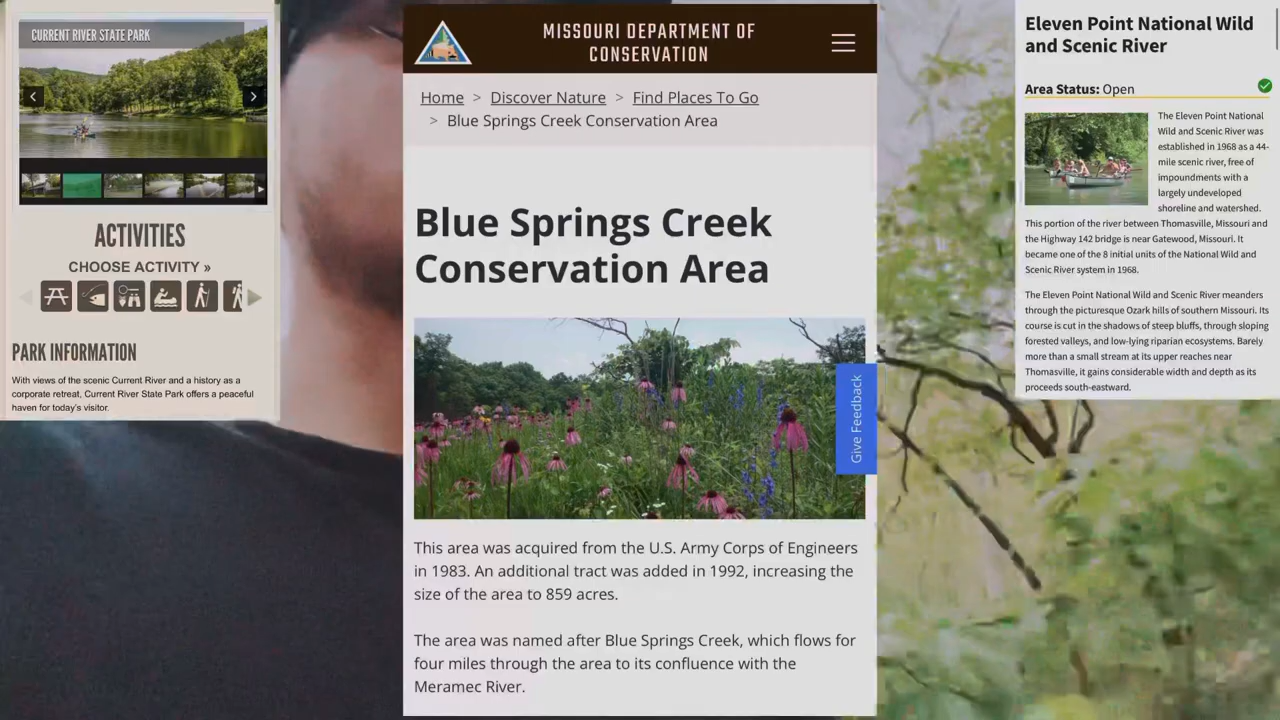 CURRENT RIVER STATE PARK
ACTIVITIES
CHOOSE ACTIVITY »
PARK INFORMATION
With views of the scenic Current River and a history as a
corporate retreat, Current River State Park offers a peaceful
haven for today's visitor.
MISSOURI DEPARTMENT OF
CONSERVATION
Home > Discover Nature > Find Places To Go
> Blue Springs Creek Conservation Area
Blue Springs Creek
Conservation Area
Give Feedback
This area was acquired from the U.S. Army Corps of Engineers
in 1983. An additional tract was added in 1992, increasing the
size of the area to 859 acres.
The area was named after Blue Springs Creek, which flows for
four miles through the area to its confluence with the
Meramec River.
Eleven Point National Wild
and Scenic River
Area Status: Open
The Eleven Point National
Wild and Scenic River was
established in 1968 as a 44-
mile scenic river, free of
impoundments with a
largely undeveloped
shoreline and watershed.
This portion of the river between Thomasville, Missouri and
the Highway 142 bridge is near Gatewood, Missouri. It
became one of the 8 initial units of the National Wild and
Scenic River system in 1968.
The Eleven Point National Wild and Scenic River meanders
through the picturesque Ozark hills of southern Missouri. Its
course is cut in the shadows of steep bluffs, through sloping
forested valleys, and low-lying riparian ecosystems. Barely
more than a small stream at its upper reaches near
Thomasville, it gains considerable width and depth as its
proceeds south-eastward.